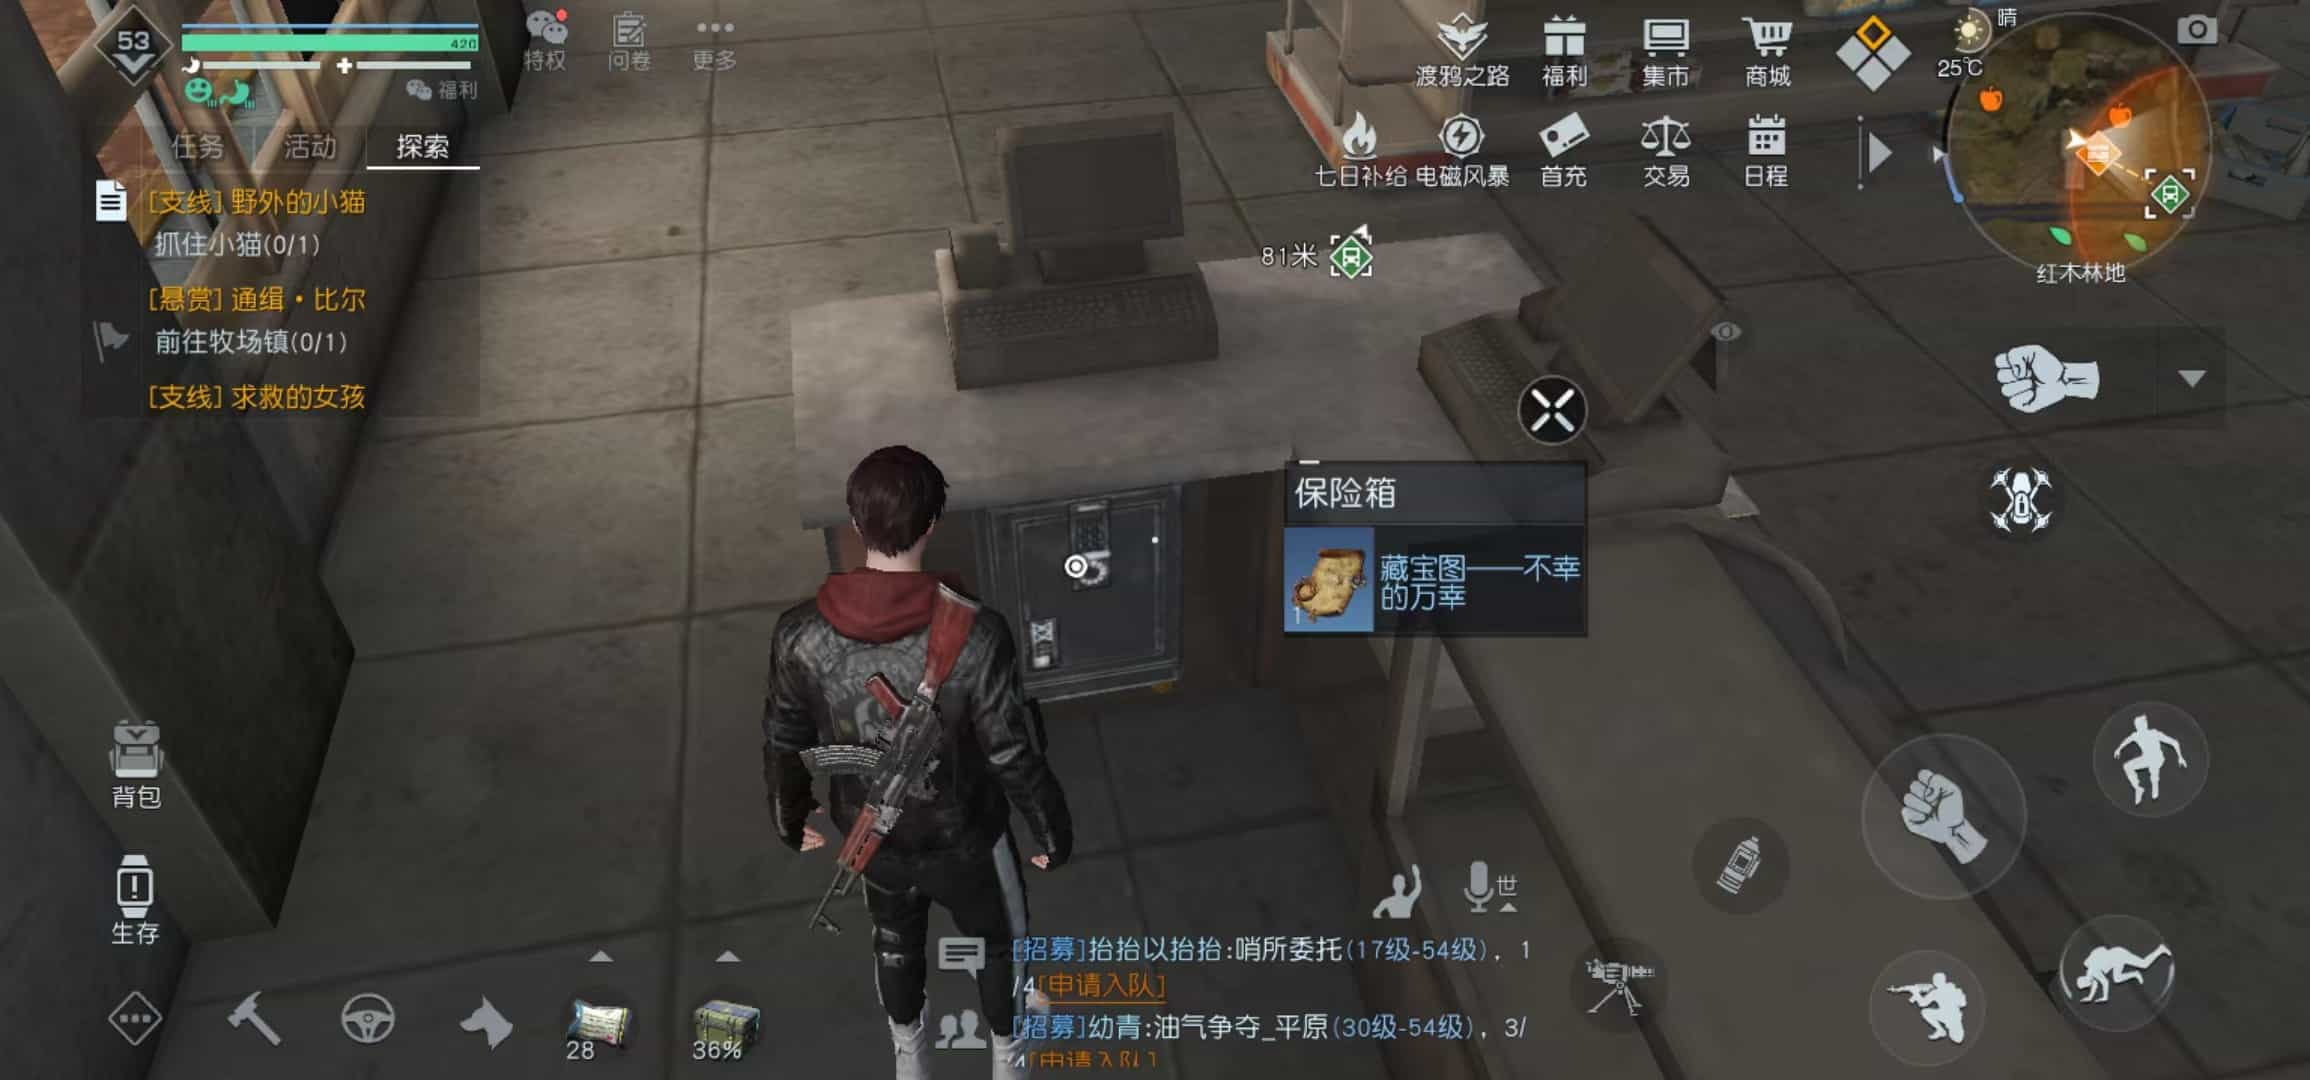 53
420
福利
特权
问卷
更多
任务
活动
探索
[支线] 野外的小猫
抓住小猫(0/1)
[悬赏] 通缉·比尔
前往牧场镇(0/1)
[支线] 求救的女孩
渡鸦之路
福利
集市
商城
七日补给
电磁风暴
首充
交易
日程
晴
25℃
红木林地
81米
保险箱
藏宝图——不幸
的万幸
1
背包
生存
28
36%
世
[招募]抬抬以抬抬:哨所委托(17级-54级), 1
/4[申请入队]
[招募]幼青:油气争夺_平原(30级-54级), 3/
4[申请入队]